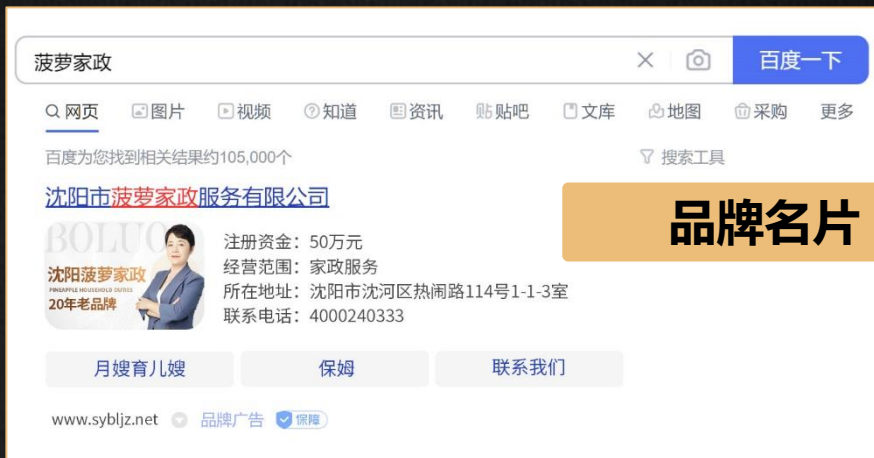 菠萝家政
百度一下
网页 图片 视频 知道 资讯 贴吧 文库 地图 采购 更多
百度为您找到相关结果约105,000个
搜索工具
沈阳市菠萝家政服务有限公司
品牌名片
BOLUO
沈阳菠萝家政
PINEAPPLE HOUSEHOLD DUTIES
20年老品牌
注册资金：50万元
经营范围：家政服务
所在地址：沈阳市沈河区热闹路114号1-1-3室
联系电话：4000240333
月嫂育儿嫂 保姆 联系我们
www.sybljz.net 品牌广告 保障